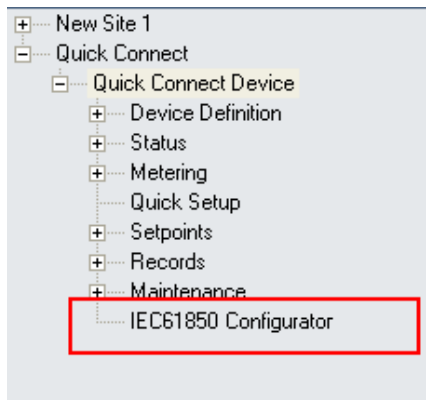 New Site 1
Quick Connect
Quick Connect Device
Device Definition
Status
Metering
Quick Setup
Setpoints
Records
Maintenance
IEC61850 Configurator